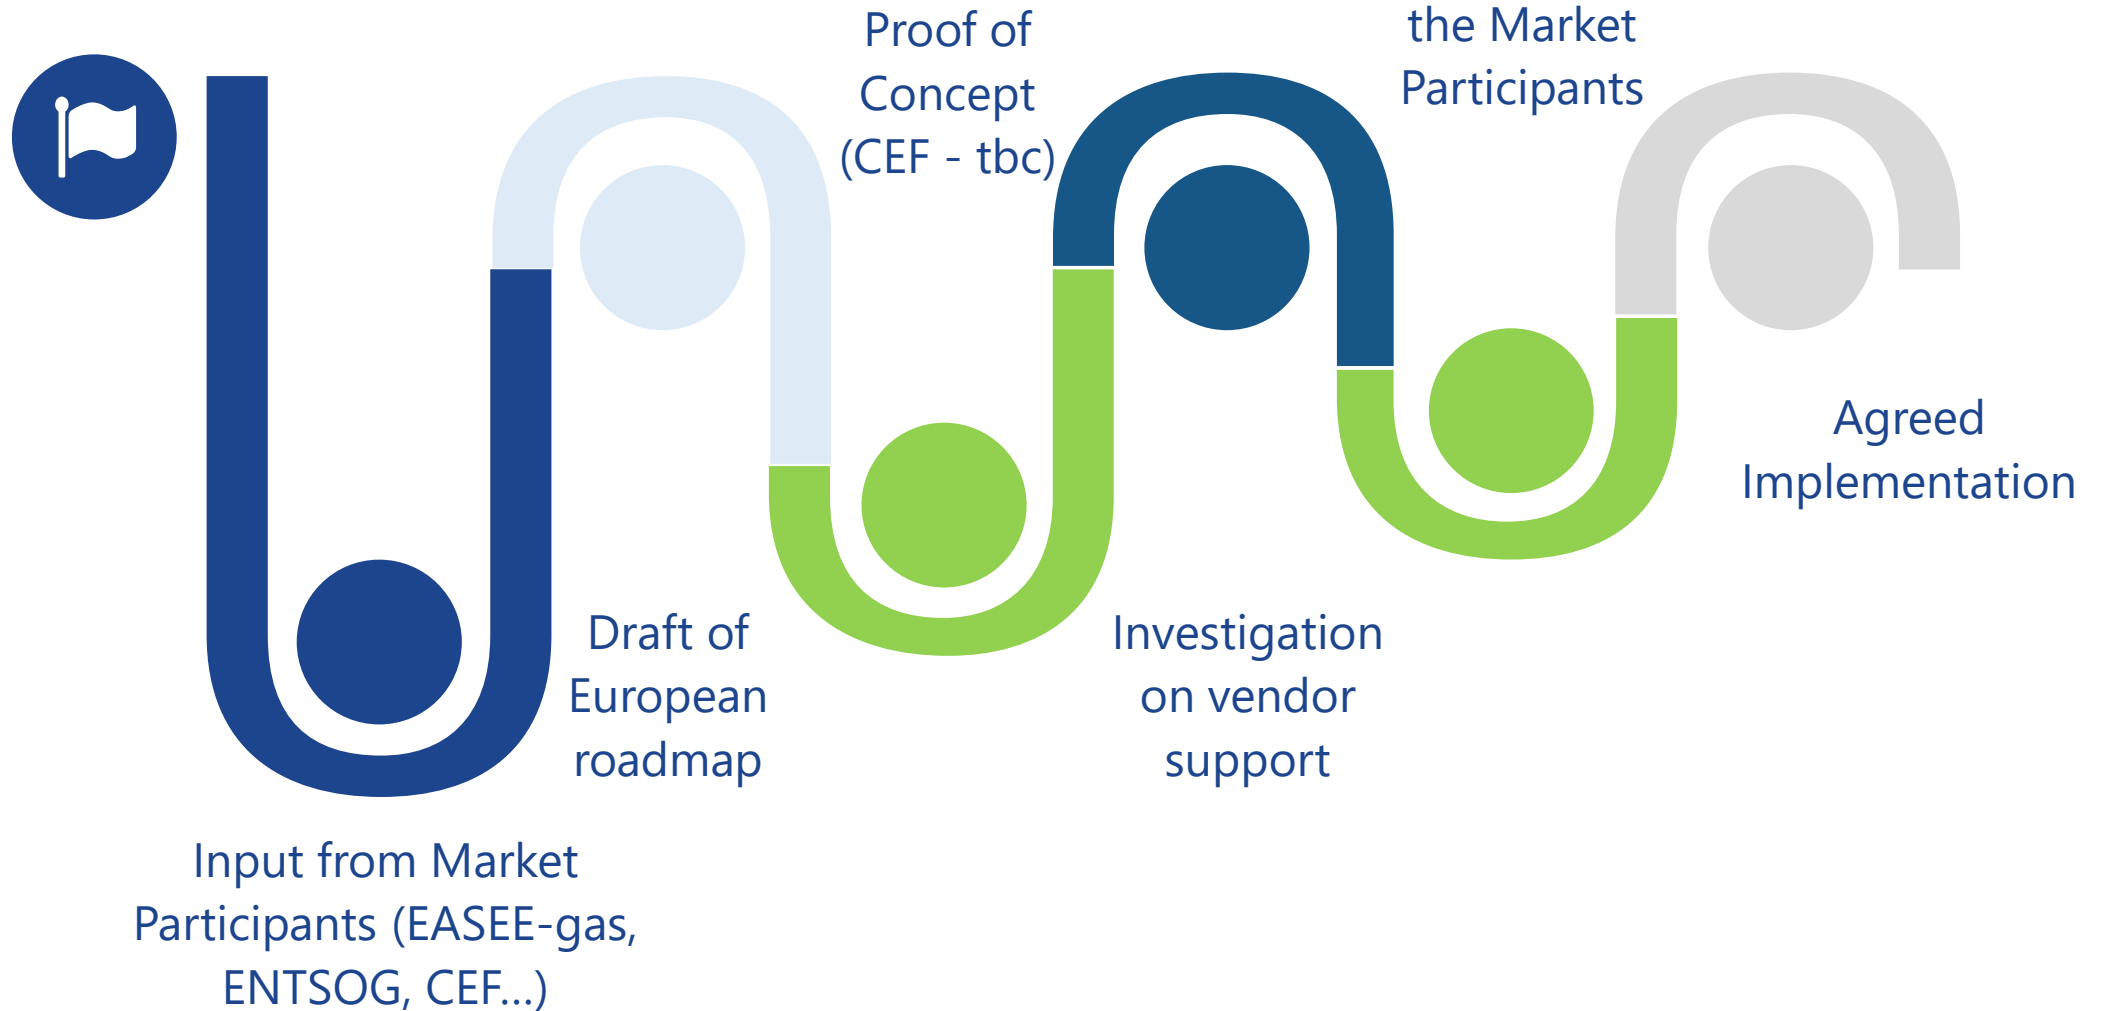 Input from Market
Participants (EASEE-gas,
ENTSOG, CEF...)
Draft of
European
roadmap
Proof of
Concept
(CEF - tbc)
Investigation
on vendor
support
the Market
Participants
Agreed
Implementation